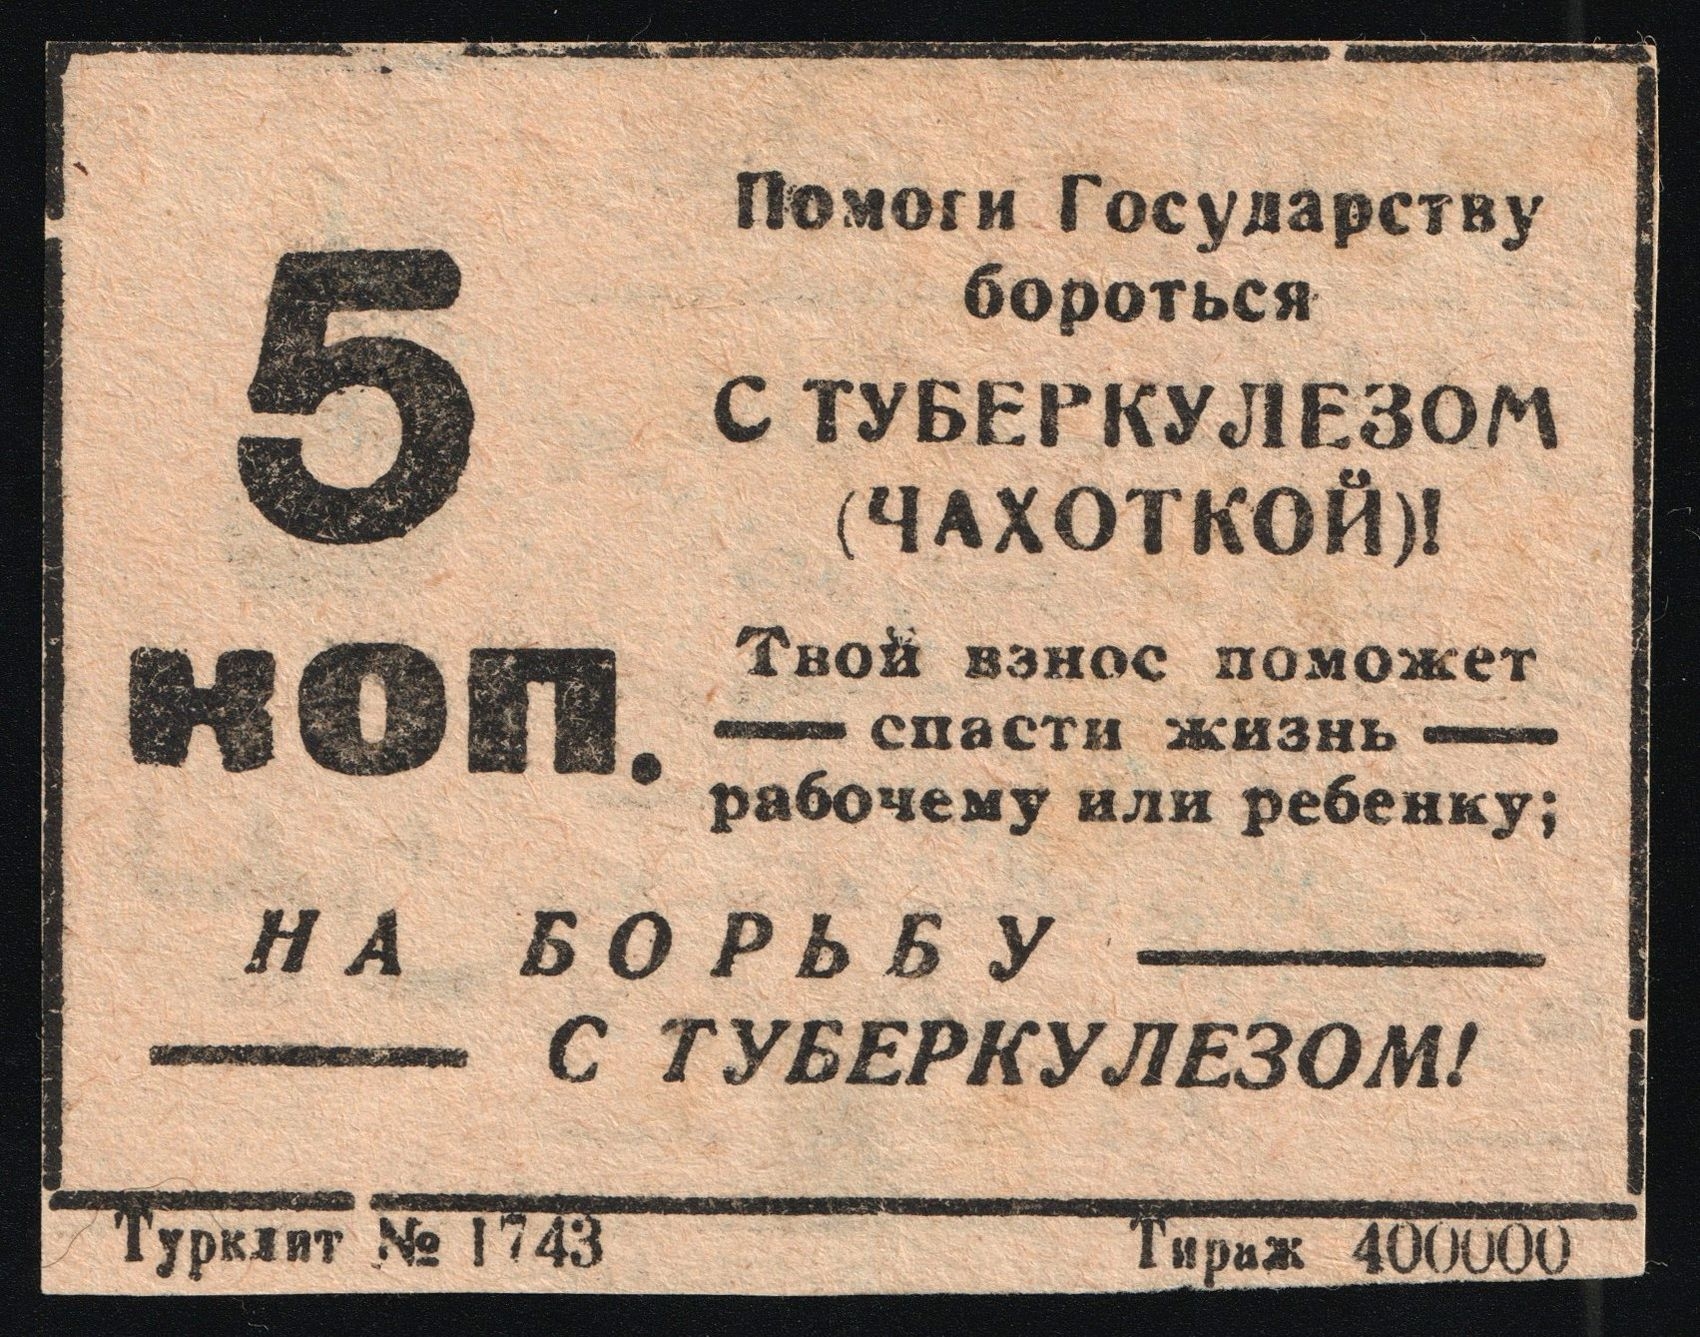 5
коп.
Помоги Государству
бороться
С ТУБЕРКУЛЕЗОМ
(ЧАХОТКОЙ)!
Твой взнос поможет
спасти жизнь
рабочему или ребенку;
НА БОРЬБУ
С ТУБЕРКУЛЕЗОМ!
Турклит № 1743
Тираж 400000